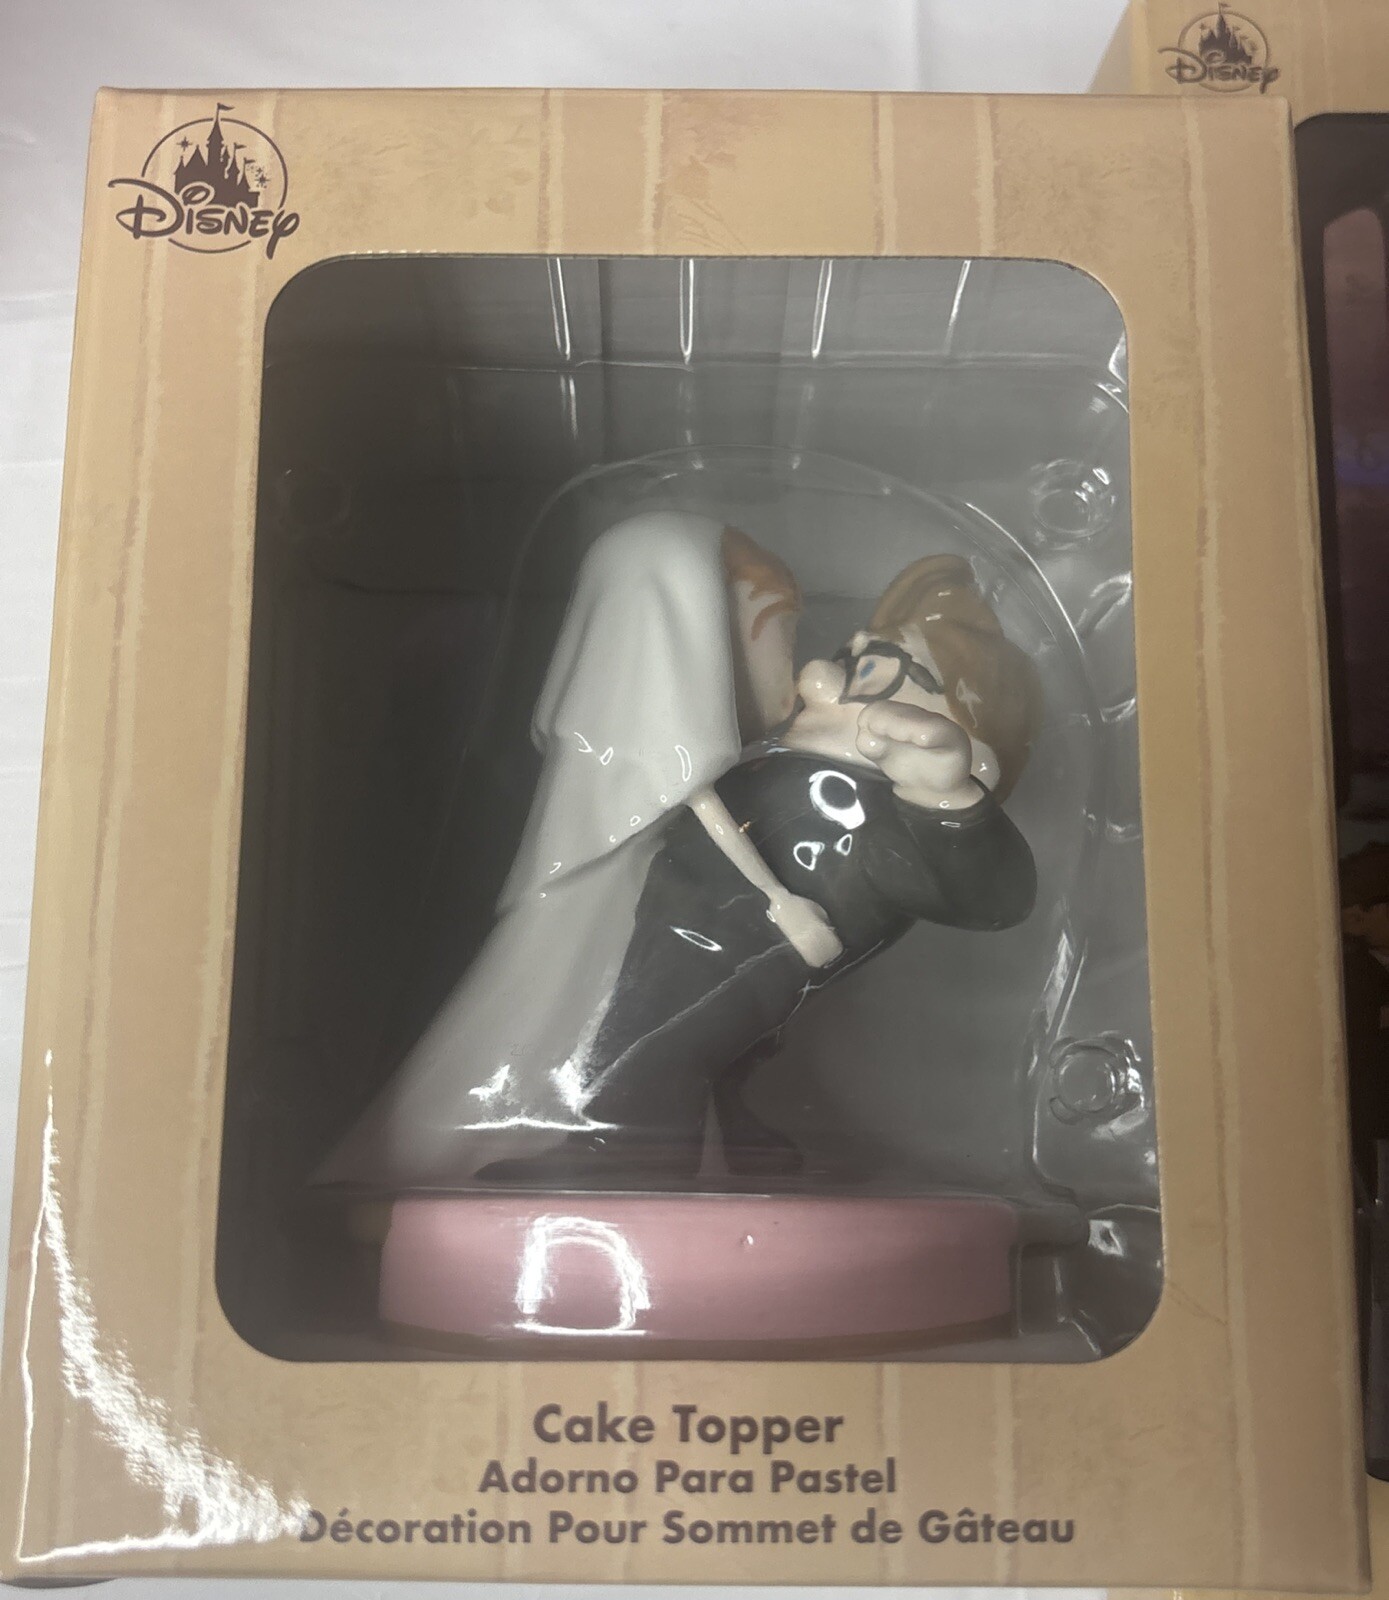 Disney
Disney
Cake Topper
Adorno Para Pastel
Décoration Pour Sommet de Gâteau